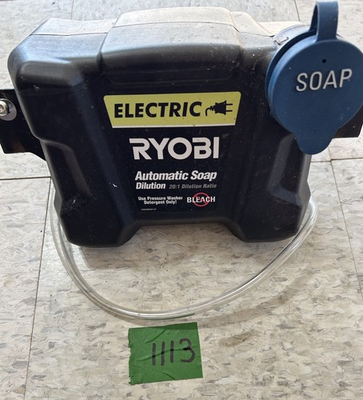 SOAP
ELECTRIC
RYOBI
Automatic Soap
Dilution 20:1 Dilution Ratio
Use Pressure Washer
Detergent Only!
BLEACH
1113